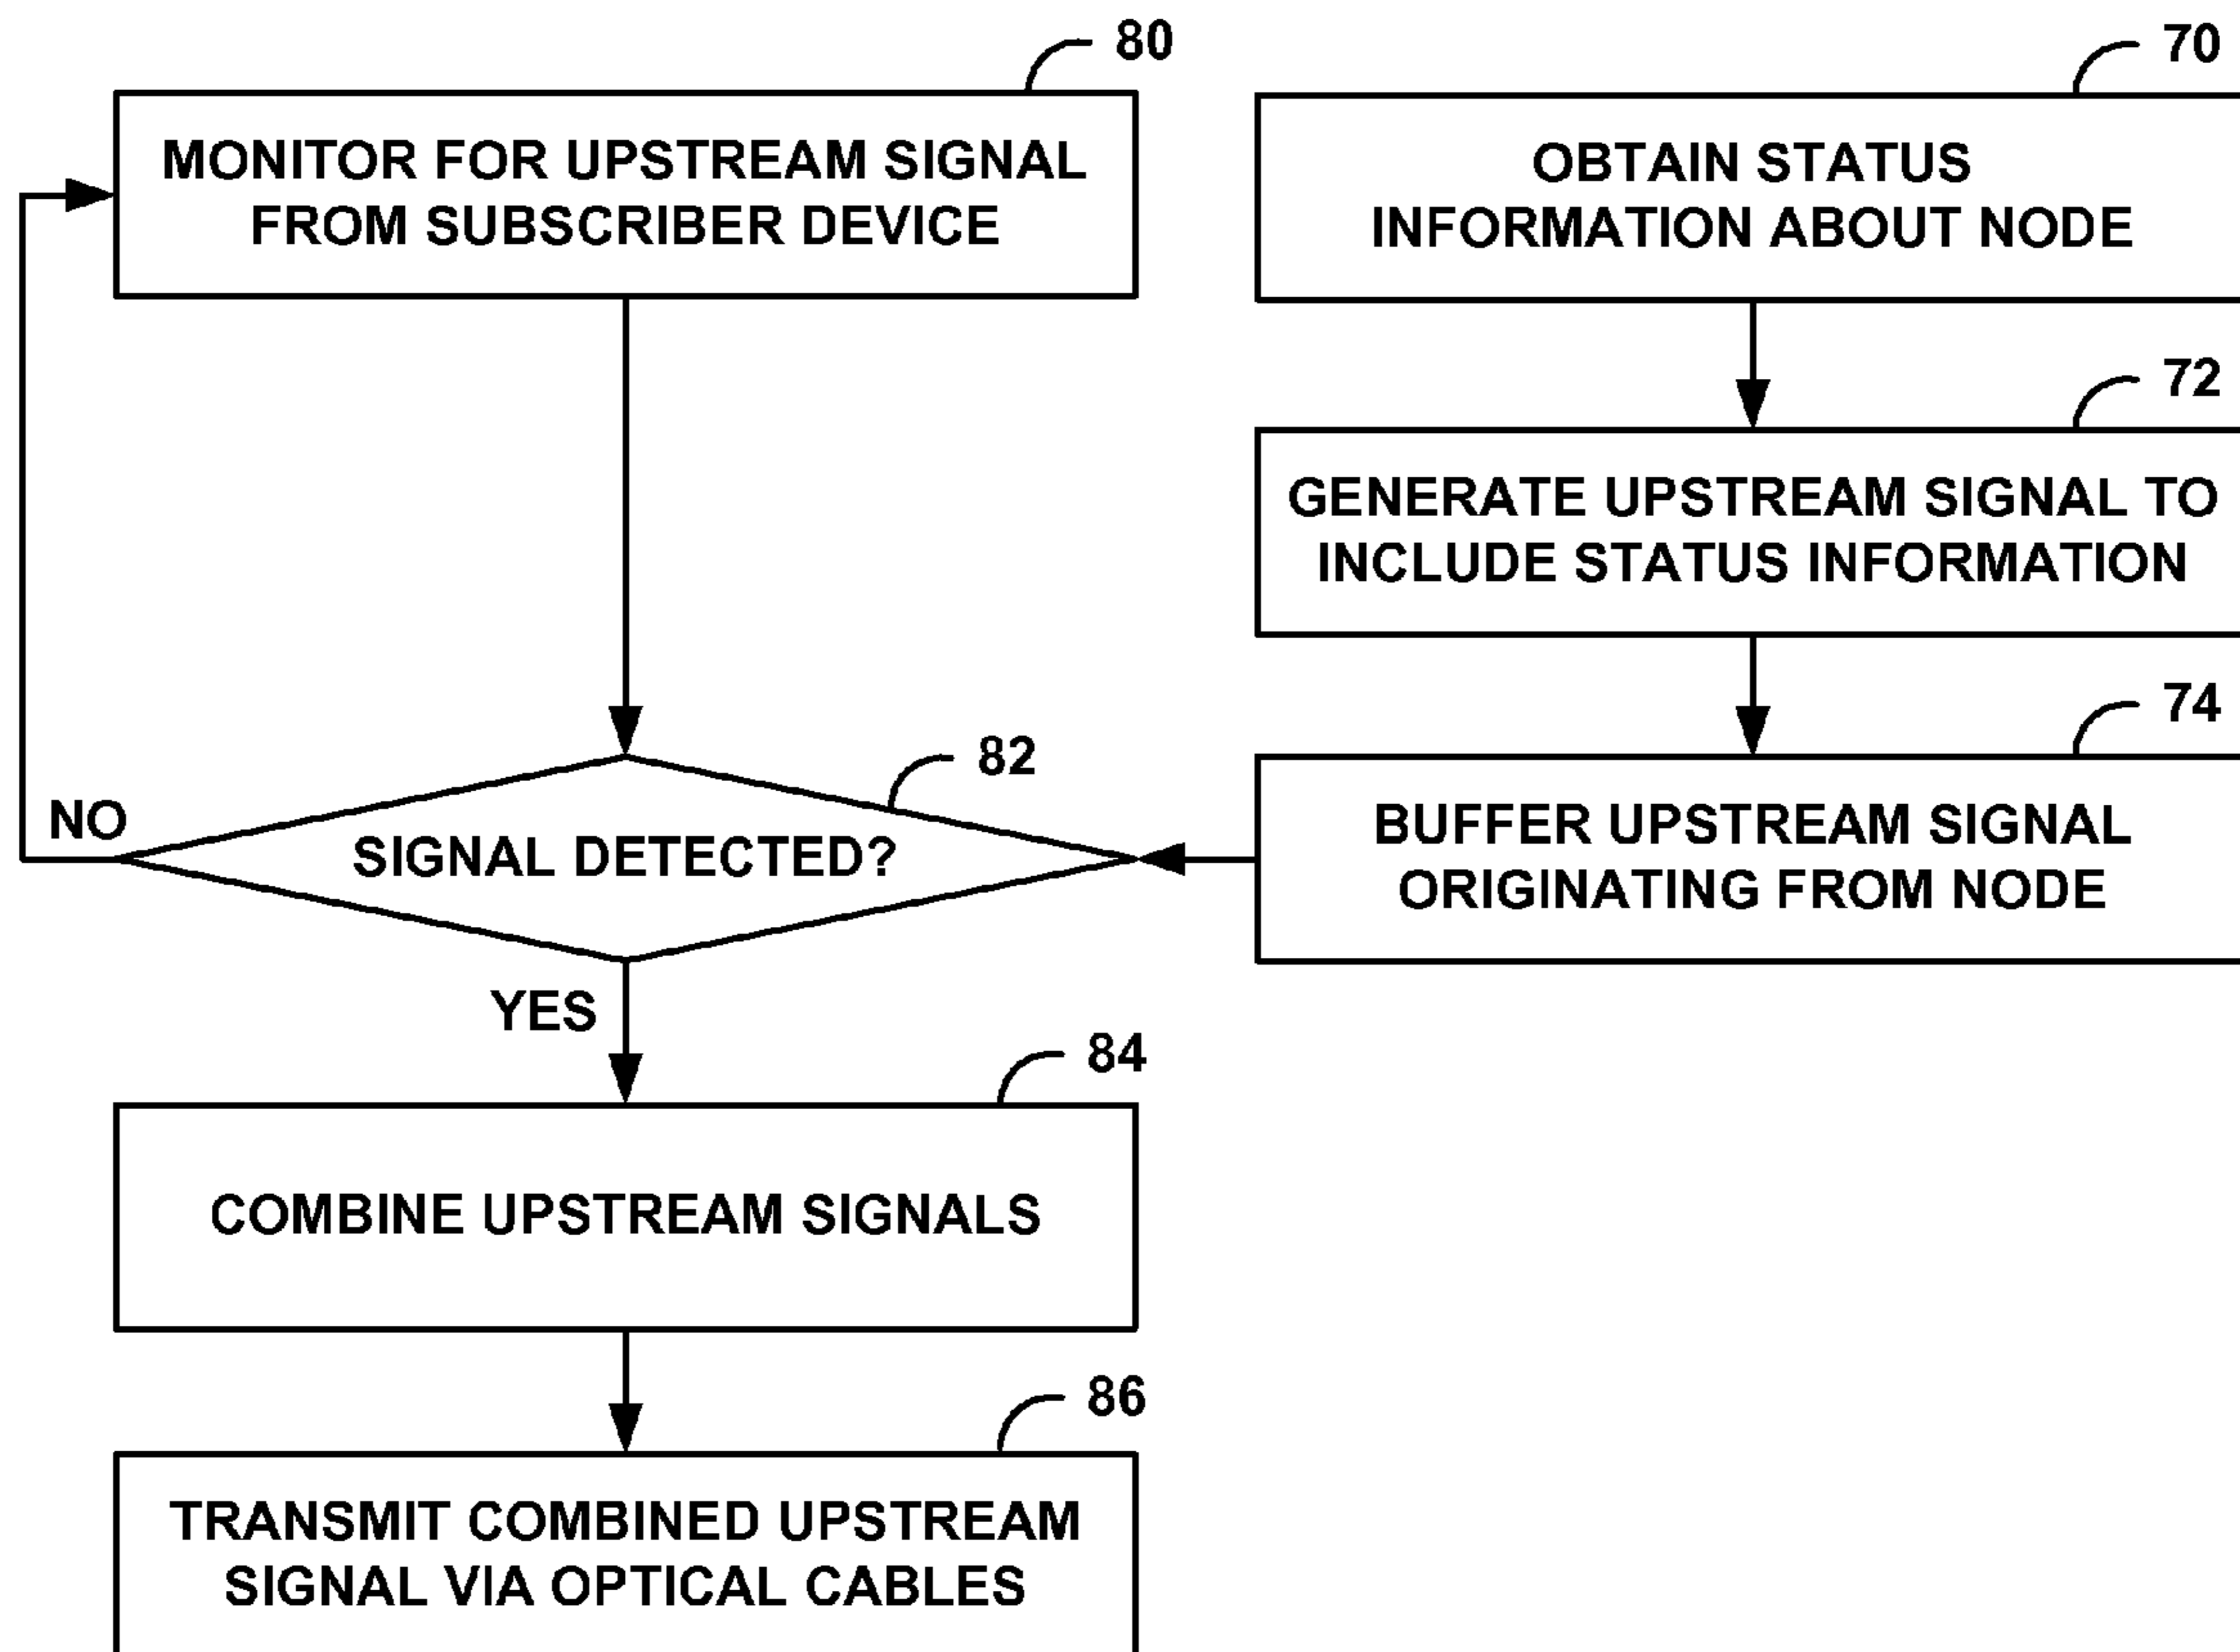 80
MONITOR FOR UPSTREAM SIGNAL
FROM SUBSCRIBER DEVICE
70
OBTAIN STATUS
INFORMATION ABOUT NODE
72
GENERATE UPSTREAM SIGNAL TO
INCLUDE STATUS INFORMATION
74
BUFFER UPSTREAM SIGNAL
ORIGINATING FROM NODE
82
SIGNAL DETECTED?
NO
YES
84
COMBINE UPSTREAM SIGNALS
86
TRANSMIT COMBINED UPSTREAM
SIGNAL VIA OPTICAL CABLES